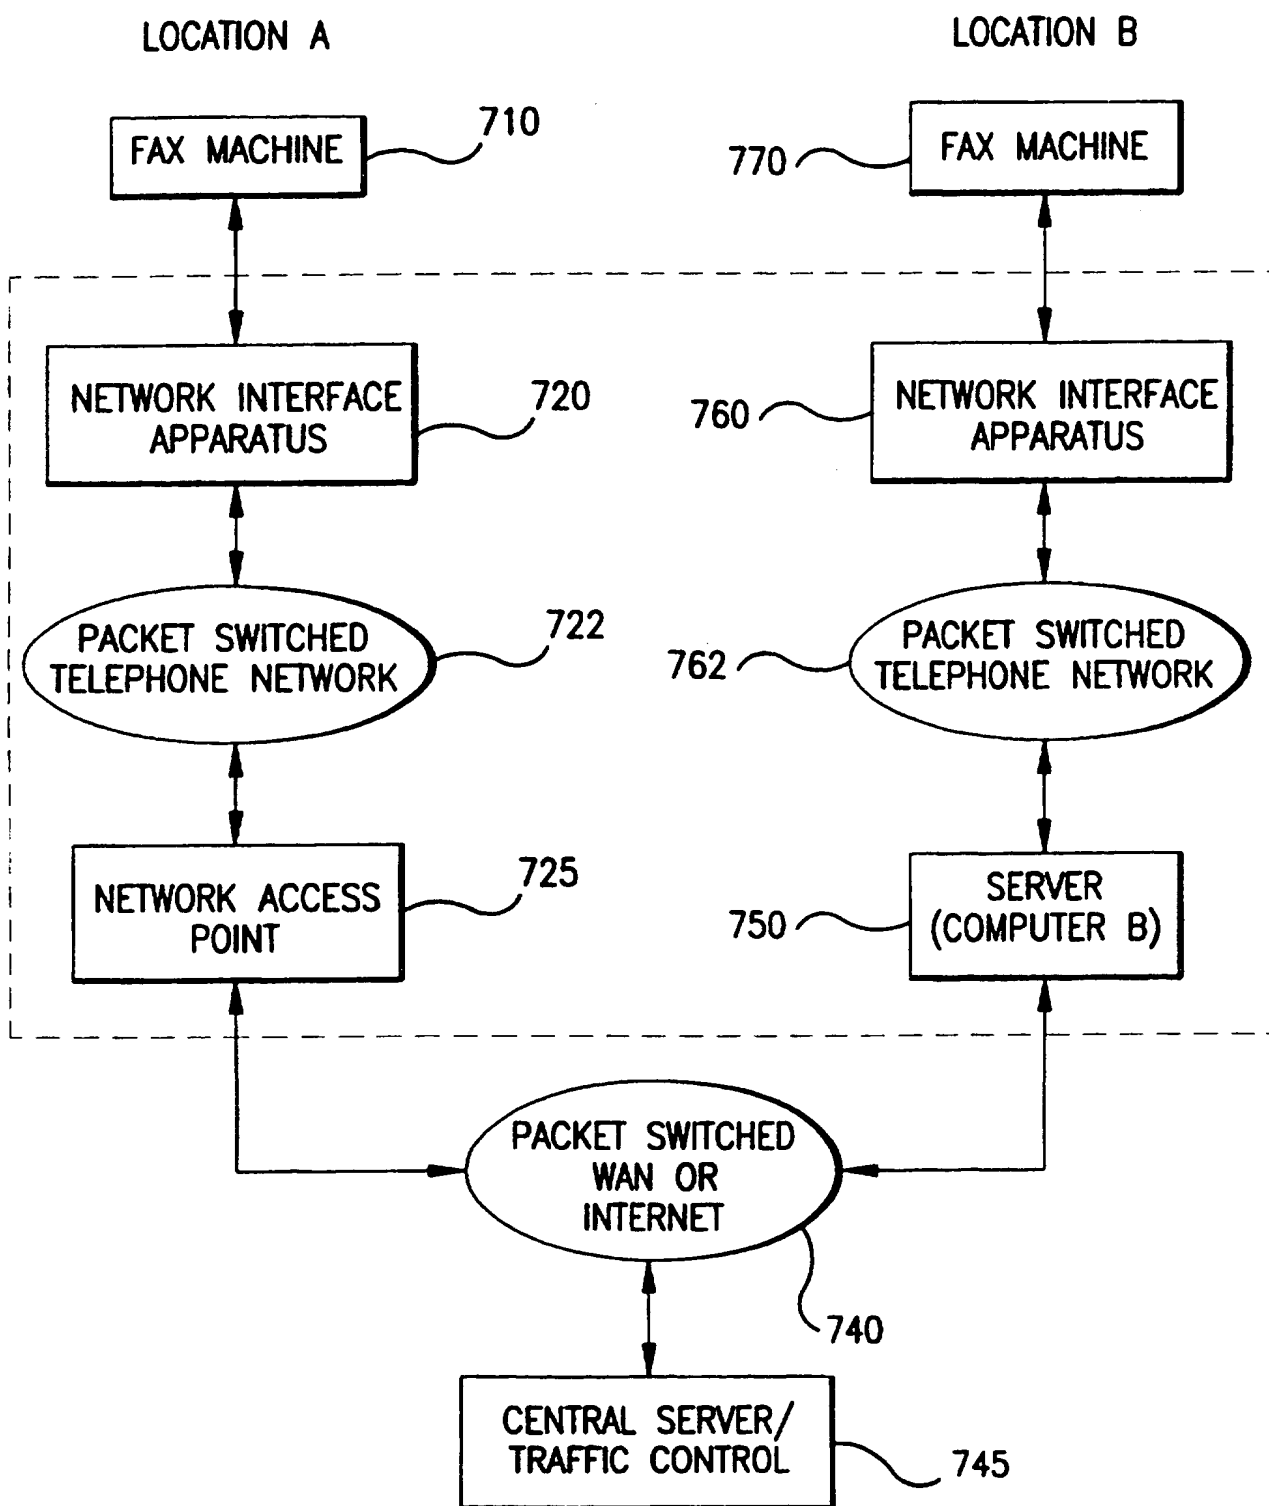 LOCATION A
LOCATION B
FAX MACHINE
710
770
FAX MACHINE
NETWORK INTERFACE
APPARATUS
720
760
NETWORK INTERFACE
APPARATUS
PACKET SWITCHED
TELEPHONE NETWORK
722
762
PACKET SWITCHED
TELEPHONE NETWORK
NETWORK ACCESS
POINT
725
750
SERVER
(COMPUTER B)
PACKET SWITCHED
WAN OR
INTERNET
740
CENTRAL SERVER/
TRAFFIC CONTROL
745